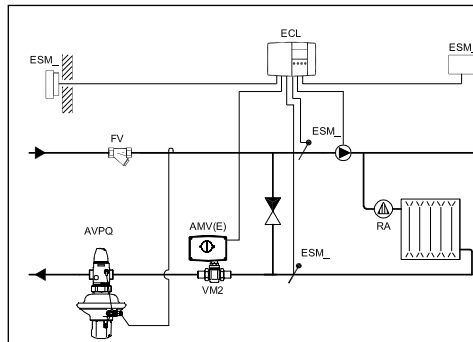 ECL
ESM_
ESM_
FV
ESM_
AVPQ
AMV(E)
RA
ESM_
VM2